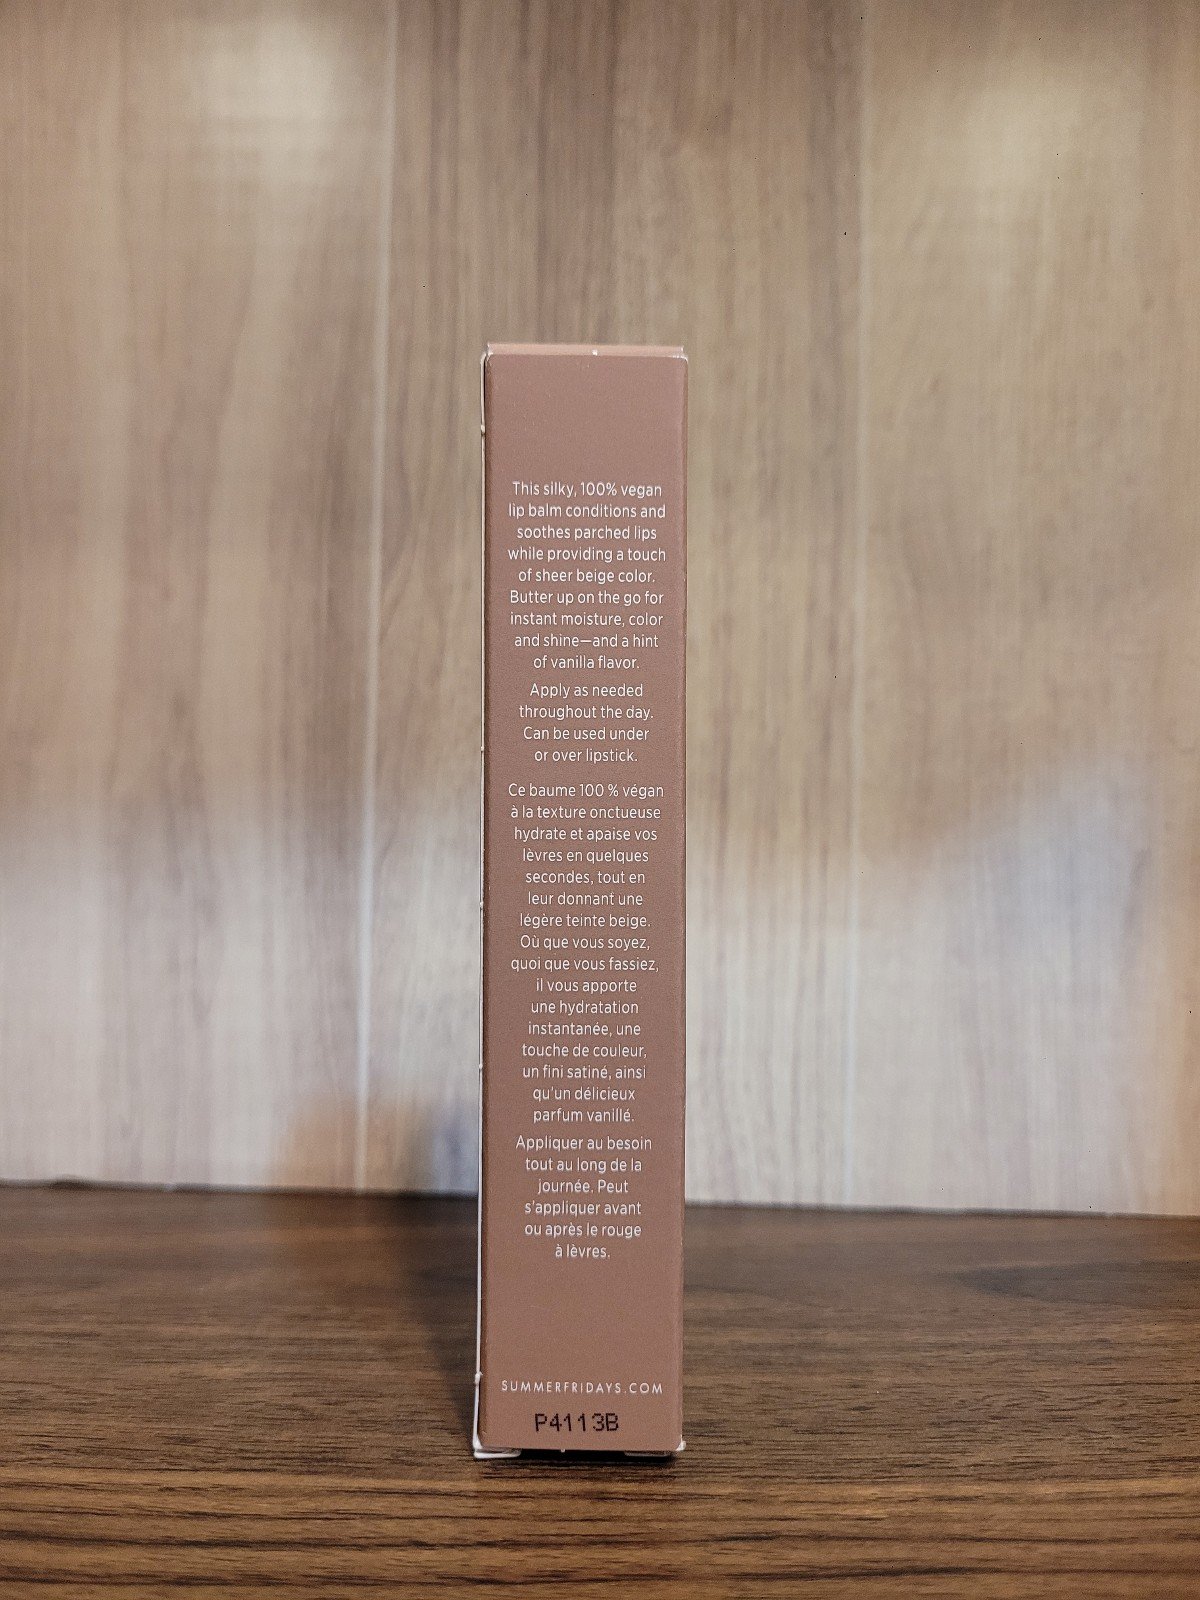 This silky, 100% vegan
lip balm conditions and
soothes parched lips
while providing a touch
of sheer beige color.
Butter up on the go for
instant moisture, color
and shine—and a hint
of vanilla flavor.
Apply as needed
throughout the day.
Can be used under
or over lipstick.
Ce baume 100 % végan
à la texture onctueuse
hydrate et apaise vos
lèvres en quelques
secondes, tout en
leur donnant une
légère teinte beige.
Où que vous soyez,
quoi que vous fassiez,
il vous apporte
une hydratation
instantanée, une
touche de couleur,
un fini satiné, ainsi
qu'un délicieux
parfum vanillé.
Appliquer au besoin
tout au long de la
journée. Peut
s'appliquer avant
ou après le rouge
à lèvres.
SUMMERFRIDAYS.COM
P4113B